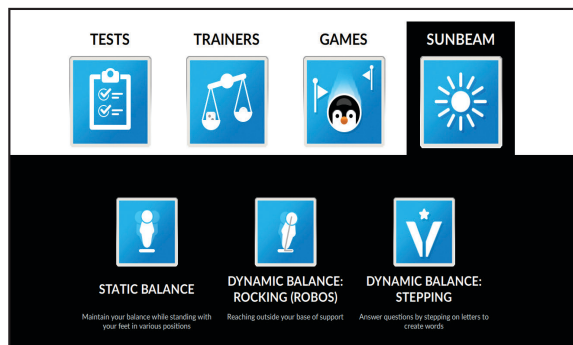 TESTS
TRAINERS
GAMES
SUNBEAM
STATIC BALANCE
Maintain your balance while standing with
your feet in various positions
DYNAMIC BALANCE:
ROCKING (ROBOS)
Reaching outside your base of support
DYNAMIC BALANCE:
STEPPING
Answer questions by stepping on letters to
create words